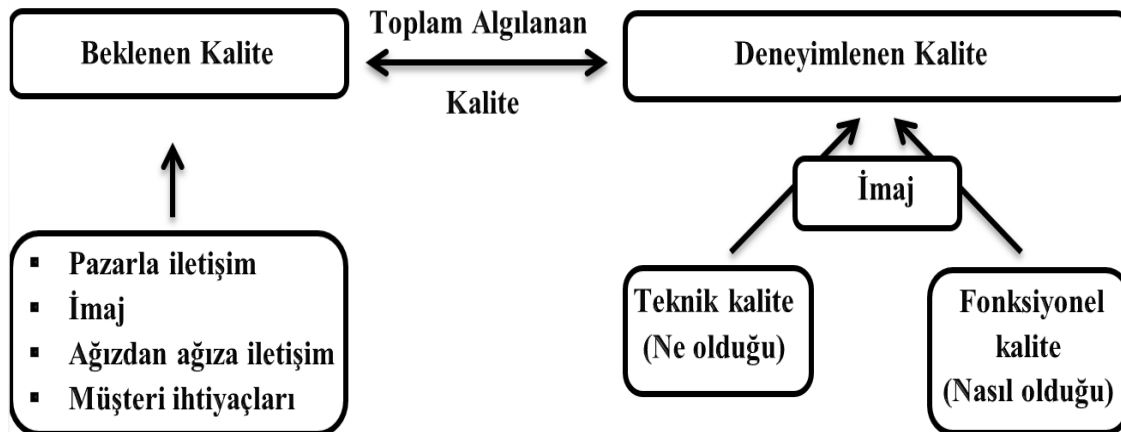 Beklenen Kalite
Toplam Algılanan
Kalite
Deneyimlenen Kalite
İmaj
▪ Pazarla iletişim
▪ İmaj
▪ Ağızdan ağıza iletişim
▪ Müşteri ihtiyaçları
Teknik kalite
(Ne olduğu)
Fonksiyonel
kalite
(Nasıl olduğu)